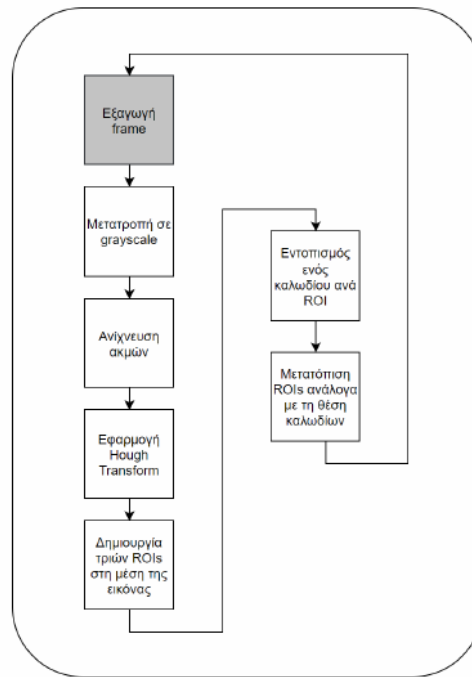 Εξαγωγή
frame
Μετατροπή σε
grayscale
Ανίχνευση
ακμών
Εφαρμογή
Hough
Transform
Δημιουργία
τριών ROIs
στη μέση της
εικόνας
Εντοπισμός
ενός
καλωδίου ανά
ROI
Μετατόπιση
ROIs ανάλογα
με τη θέση
καλωδίων